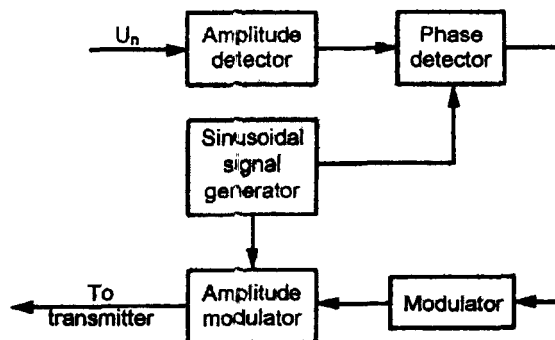 Un
Amplitude
detector
Phase
detector
Sinusoidal
signal
generator
To
transmitter
Amplitude
modulator
Modulator